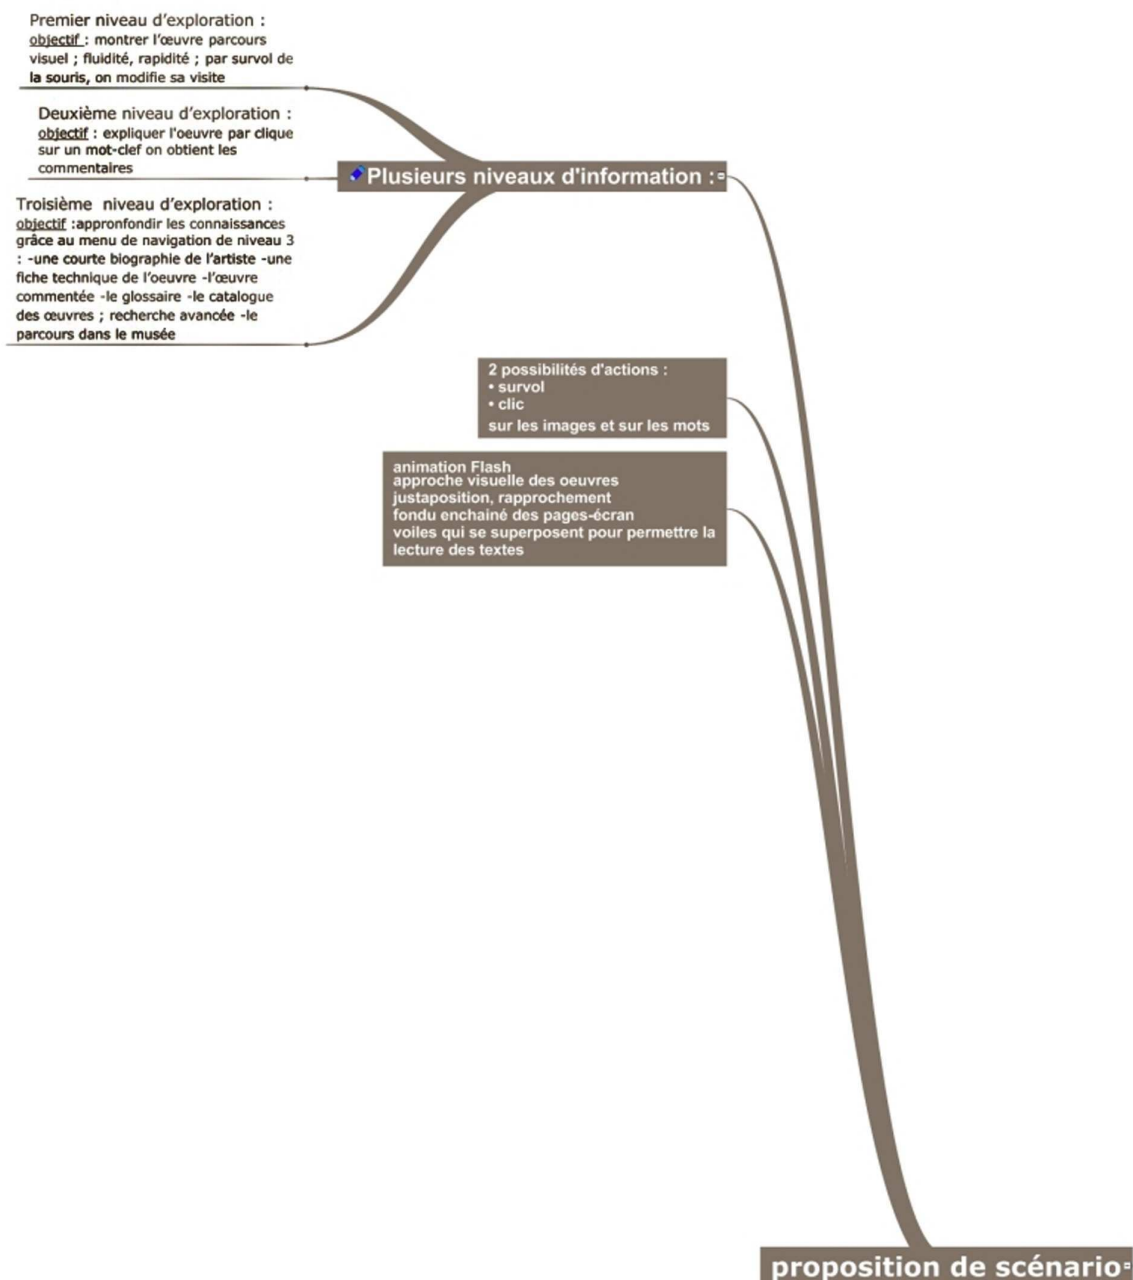 Premier niveau d’exploration :
objectif : montrer l’œuvre parcours
visuel ; fluidité, rapidité ; par survol de
la souris, on modifie sa visite
Deuxième niveau d’exploration :
objectif : expliquer l'oeuvre par clique
sur un mot-clef on obtient les
commentaires
Plusieurs niveaux d'information :
Troisième niveau d’exploration :
objectif :appronfondir les connaissances
grâce au menu de navigation de niveau 3
: -une courte biographie de l’artiste -une
fiche technique de l’oeuvre -l’œuvre
commentée -le glossaire -le catalogue
des œuvres ; recherche avancée -le
parcours dans le musée
2 possibilités d'actions :
• survol
• clic
sur les images et sur les mots
animation Flash
approche visuelle des oeuvres
justaposition, rapprochement
fondu enchainé des pages-écran
voiles qui se superposent pour permettre la
lecture des textes
proposition de scénario